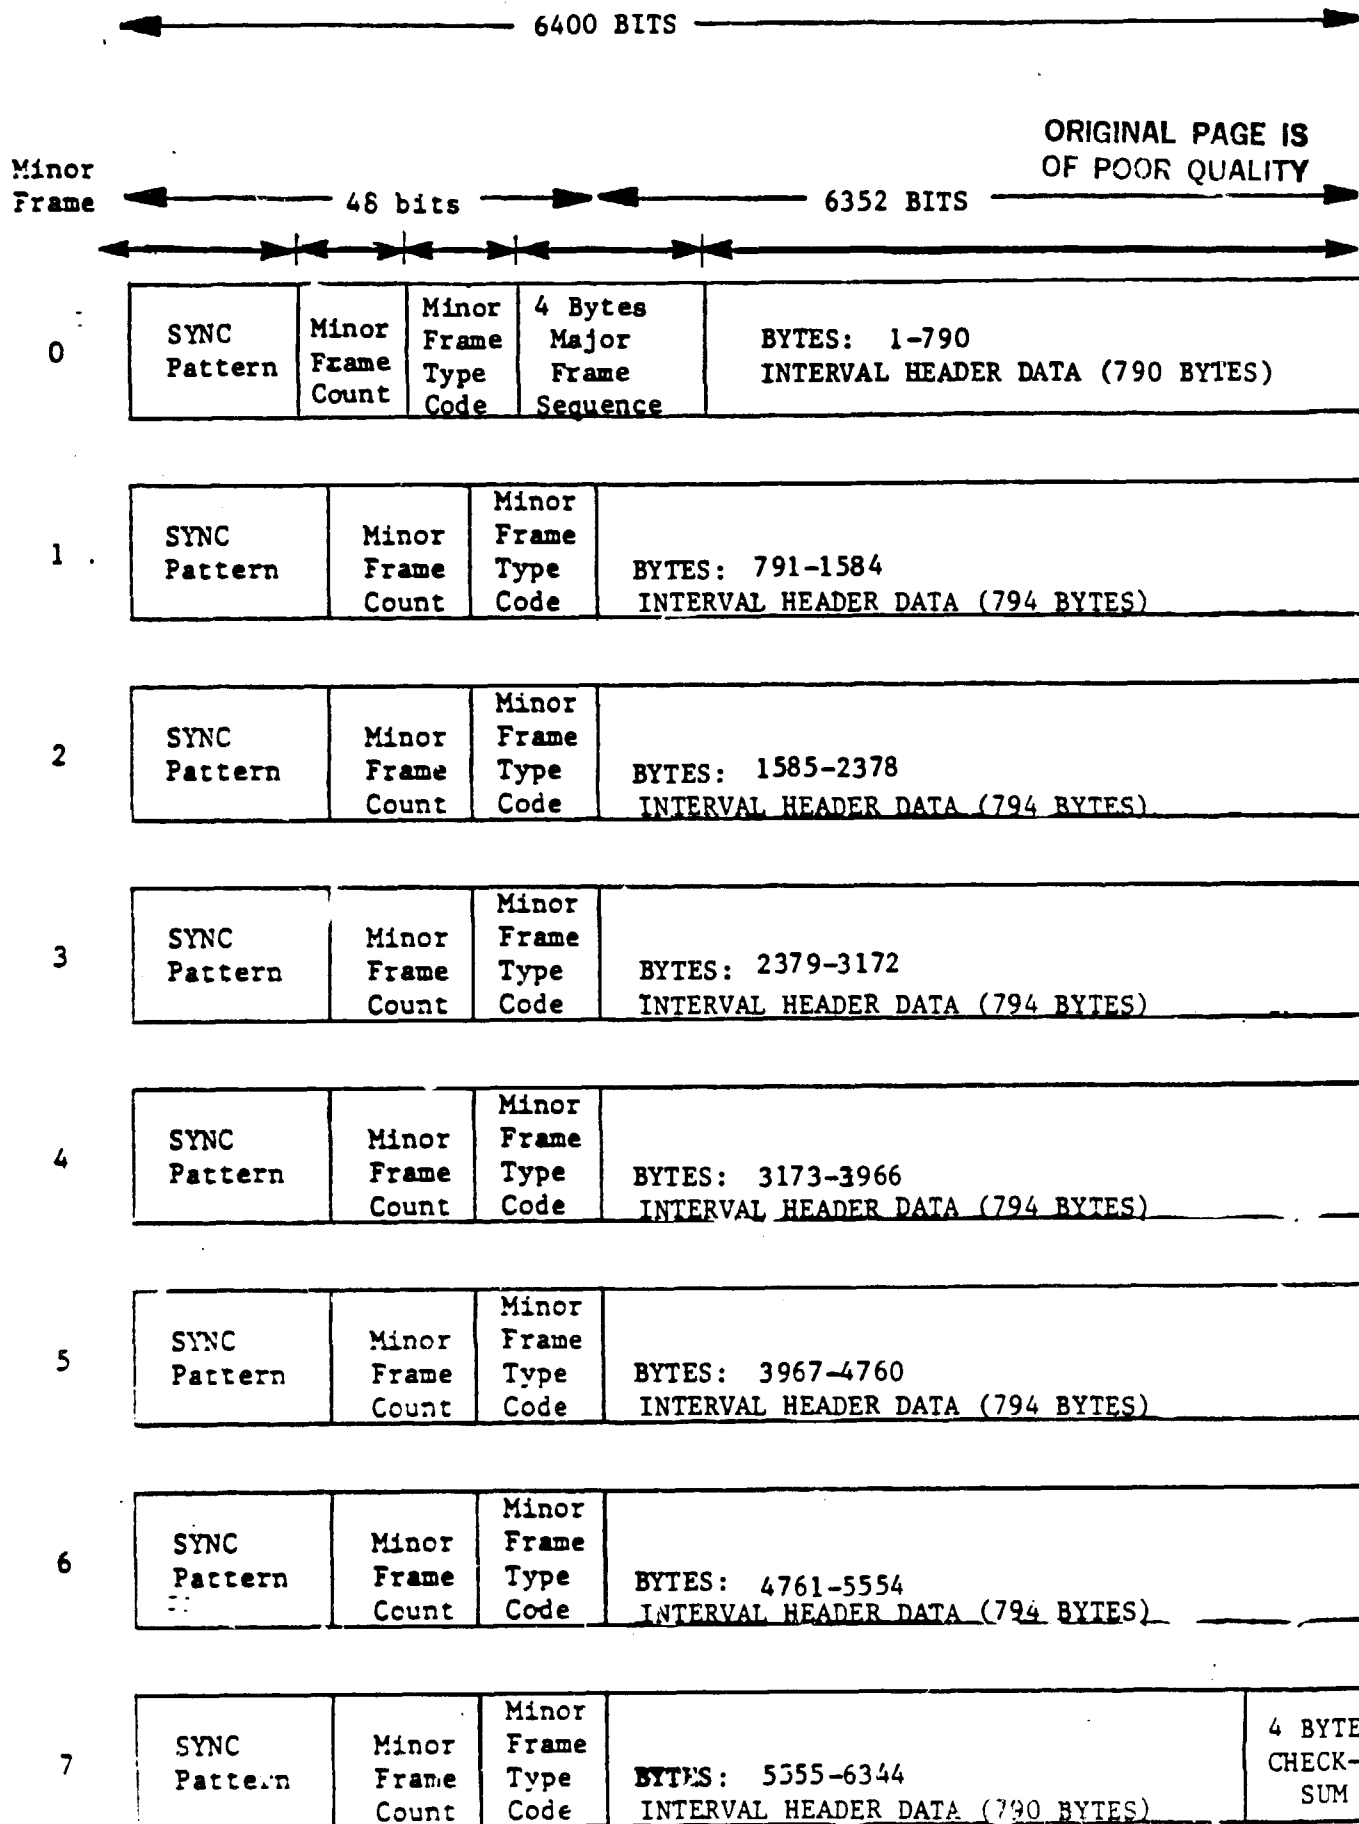 6400 BITS
ORIGINAL PAGE IS
OF POOR QUALITY
Minor
Frame
48 bits
6352 BITS
0
SYNC
Pattern
Minor
Frame
Count
Minor
Frame
Type
Code
4 Bytes
Major
Frame
Sequence
BYTES: 1-790
INTERVAL HEADER DATA (790 BYTES)
1
SYNC
Pattern
Minor
Frame
Count
Minor
Frame
Type
Code
BYTES: 791-1584
INTERVAL HEADER DATA (794 BYTES)
2
SYNC
Pattern
Minor
Frame
Count
Minor
Frame
Type
Code
BYTES: 1585-2378
INTERVAL HEADER DATA (794 BYTES)
3
SYNC
Pattern
Minor
Frame
Count
Minor
Frame
Type
Code
BYTES: 2379-3172
INTERVAL HEADER DATA (794 BYTES)
4
SYNC
Pattern
Minor
Frame
Count
Minor
Frame
Type
Code
BYTES: 3173-3966
INTERVAL HEADER DATA (794 BYTES)
5
SYNC
Pattern
Minor
Frame
Count
Minor
Frame
Type
Code
BYTES: 3967-4760
INTERVAL HEADER DATA (794 BYTES)
6
SYNC
Pattern
Minor
Frame
Count
Minor
Frame
Type
Code
BYTES: 4761-5554
INTERVAL HEADER DATA (794 BYTES)
7
SYNC
Pattern
Minor
Frame
Count
Minor
Frame
Type
Code
BYTES: 5555-6344
INTERVAL HEADER DATA (790 BYTES)
4 BYTE
CHECK-
SUM